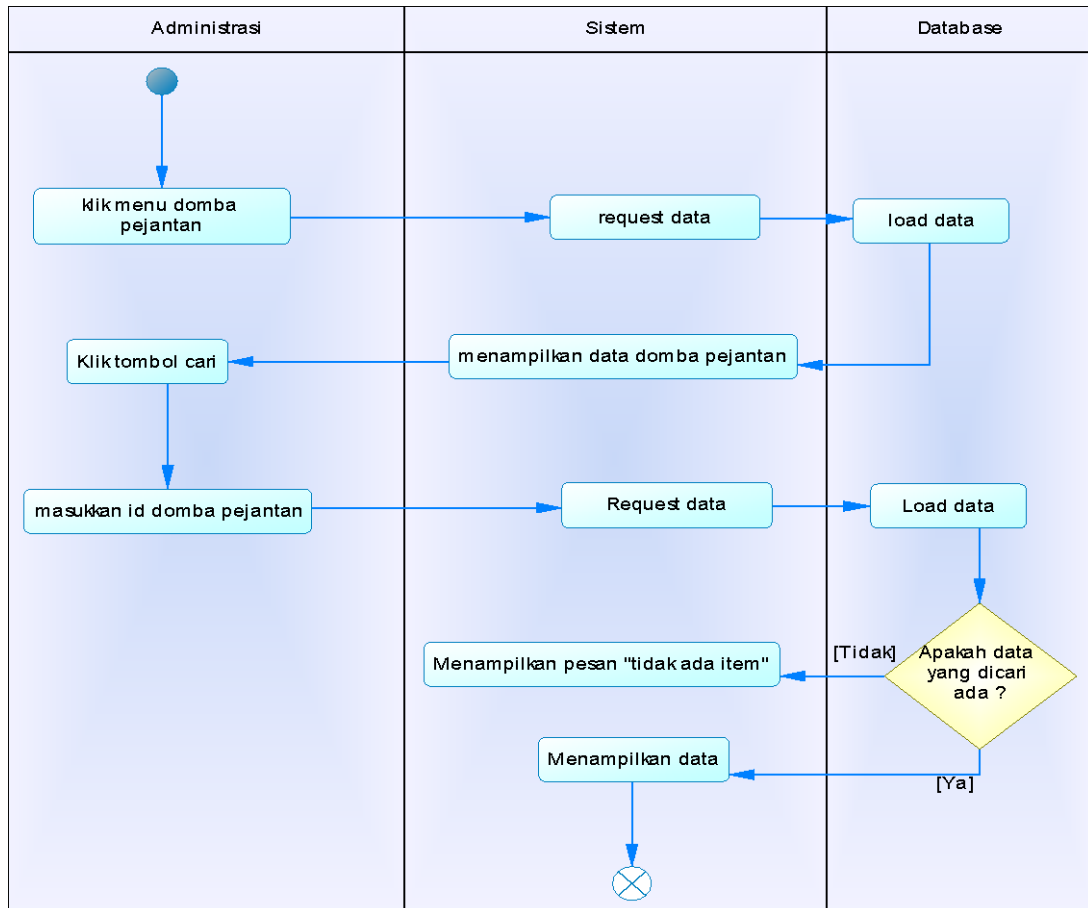 Administrasi
Sistem
Database
klik menu domba
pejantan
request data
load data
Klik tombol cari
menampilkan data domba pejantan
masukkan id domba pejantan
Request data
Load data
Menampilkan pesan "tidak ada item"
[Tidak]
Apakah data
yang dicari
ada ?
Menampilkan data
[Ya]